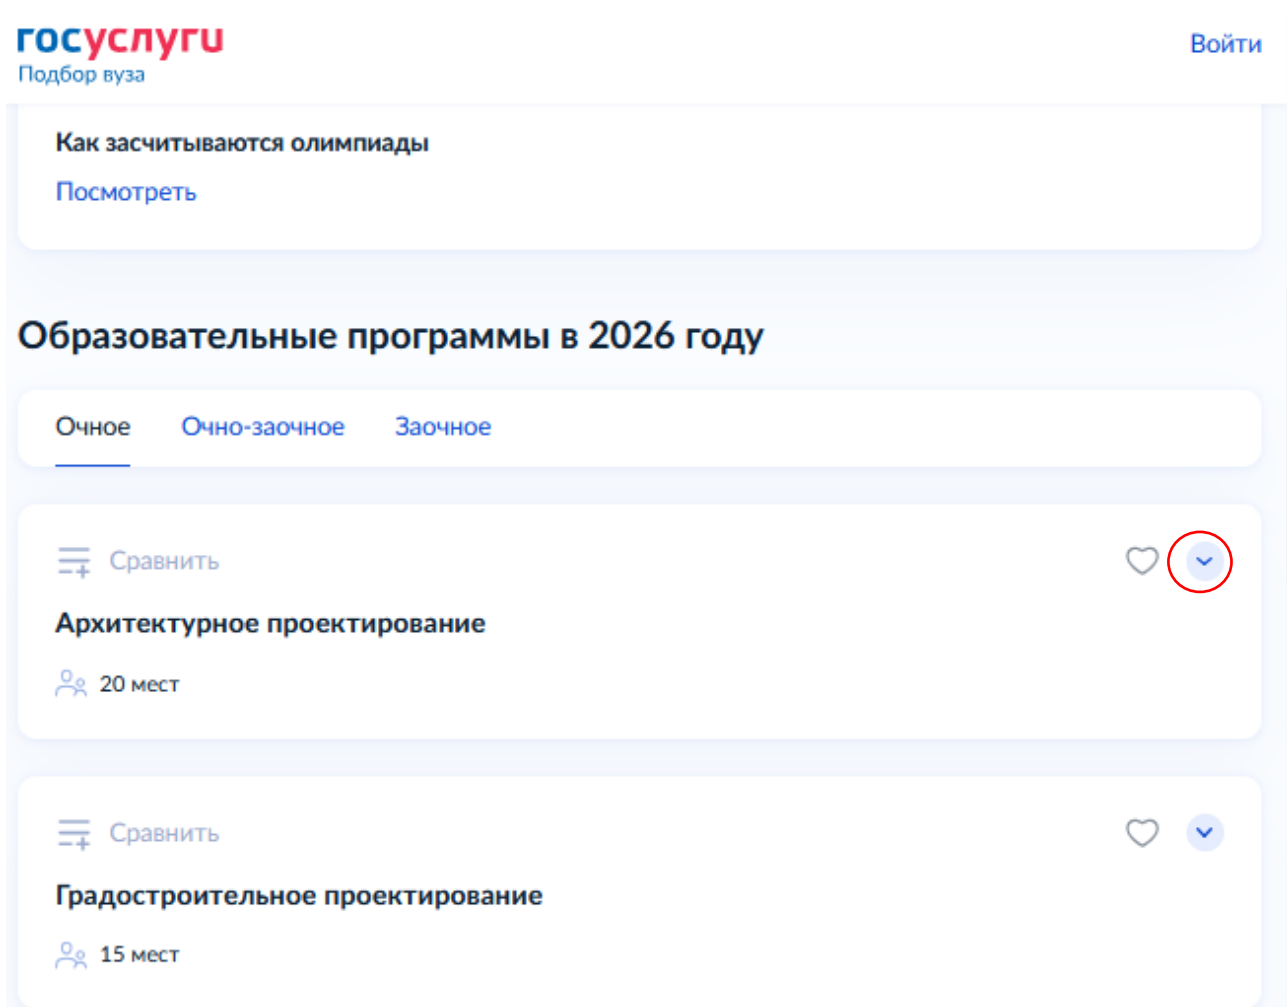 госуслуги
Подбор вуза
Войти
Как засчитываются олимпиады
Посмотреть
Образовательные программы в 2026 году
Очное Очно-заочное Заочное
Сравнить
Архитектурное проектирование
20 мест
Сравнить
Градостроительное проектирование
15 мест